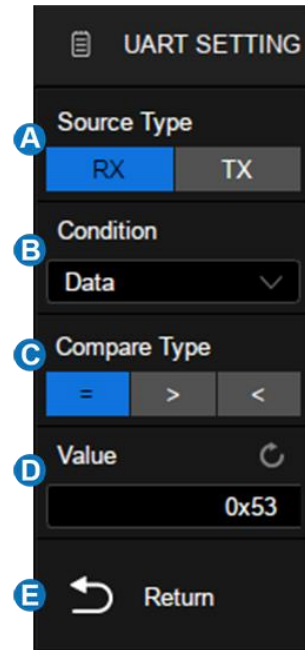 UART SETTING
A
Source Type
RX TX
B
Condition
Data
C
Compare Type
= > <
D
Value
0x53
E
Return